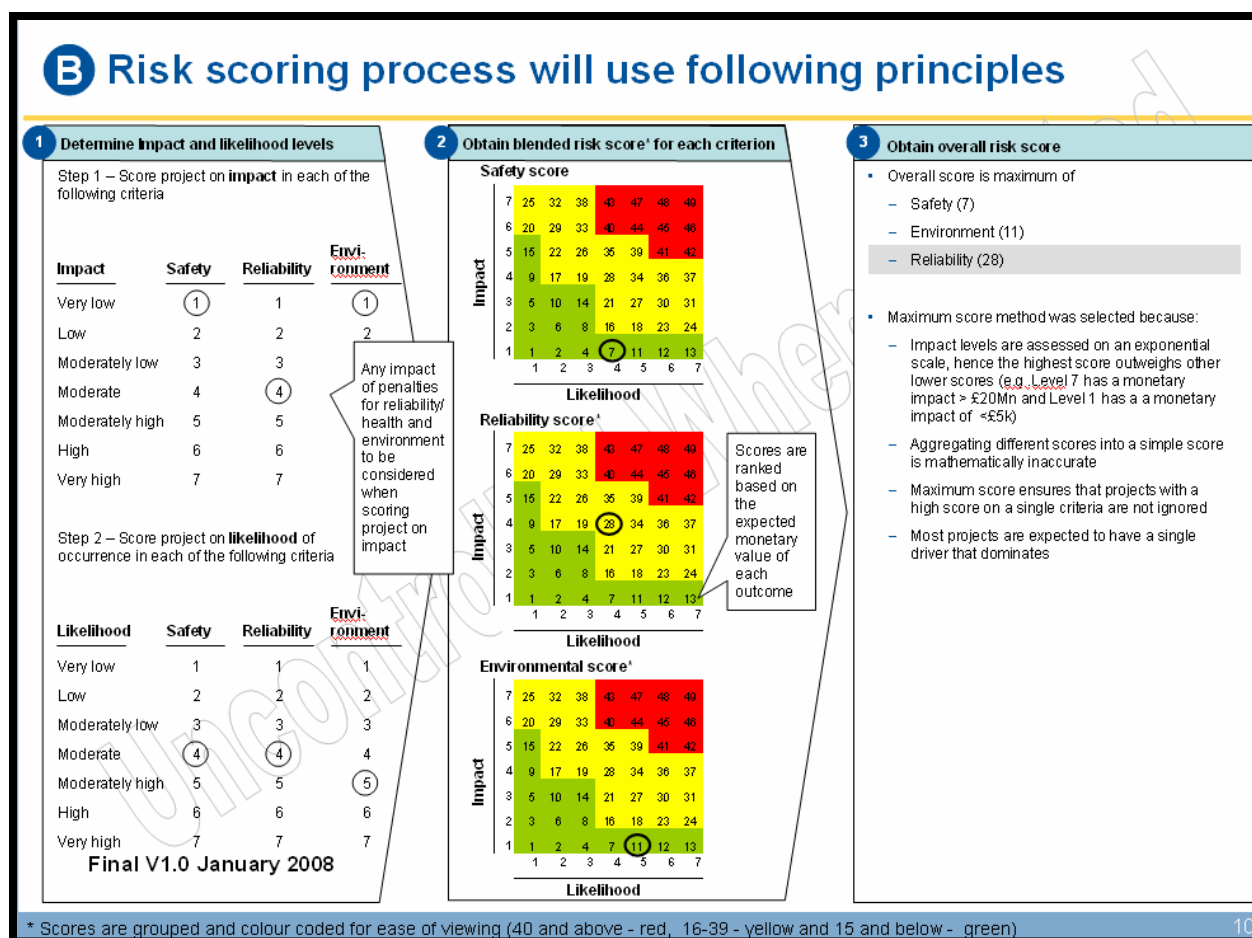 B Risk scoring process will use following principles
1 Determine Impact and likelihood levels
Step 1 – Score project on impact in each of the
following criteria
Impact Safety Reliability Envi-
ronment
Very low 1 1 1
Low 2 2 2
Moderately low 3 3
Moderate 4 4
Moderately high 5 5
High 6 6
Very high 7 7
Any impact
of penalties
for reliability/
health and
environment
to be
considered
when
scoring
project on
impact
Step 2 – Score project on likelihood of
occurrence in each of the following criteria
Likelihood Safety Reliability Envi-
ronment
Very low 1 1 1
Low 2 2 2
Moderately low 3 3 3
Moderate 4 4 4
Moderately high 5 5 5
High 6 6 6
Very high 7 7 7
Final V1.0 January 2008
2 Obtain blended risk score* for each criterion
Safety score
Impact
7 25 32 38 43 47 48 49
6 20 29 33 40 44 45 46
5 15 22 26 35 39 41 42
4 9 17 19 28 34 36 37
3 5 10 14 21 27 30 31
2 3 6 8 16 18 23 24
1 1 2 4 7 11 12 13
1 2 3 4 5 6 7
Likelihood
Reliability score*
Impact
7 25 32 38 43 47 48 49
6 20 29 33 40 44 45 46
5 15 22 26 35 39 41 42
4 9 17 19 28 34 36 37
3 5 10 14 21 27 30 31
2 3 6 8 16 18 23 24
1 1 2 4 7 11 12 13
1 2 3 4 5 6 7
Likelihood
Scores are
ranked
based on
the
expected
monetary
value of
each
outcome
Environmental score*
Impact
7 25 32 38 43 47 48 49
6 20 29 33 40 44 45 46
5 15 22 26 35 39 41 42
4 9 17 19 28 34 36 37
3 5 10 14 21 27 30 31
2 3 6 8 16 18 23 24
1 1 2 4 7 11 12 13
1 2 3 4 5 6 7
Likelihood
3 Obtain overall risk score
• Overall score is maximum of
– Safety (7)
– Environment (11)
– Reliability (28)
• Maximum score method was selected because:
– Impact levels are assessed on an exponential
scale, hence the highest score outweighs other
lower scores (e.g. Level 7 has a monetary
impact > £20Mn and Level 1 has a a monetary
impact of <£5k)
– Aggregating different scores into a simple score
is mathematically inaccurate
– Maximum score ensures that projects with a
high score on a single criteria are not ignored
– Most projects are expected to have a single
driver that dominates
* Scores are grouped and colour coded for ease of viewing (40 and above - red, 16-39 - yellow and 15 and below - green)
10